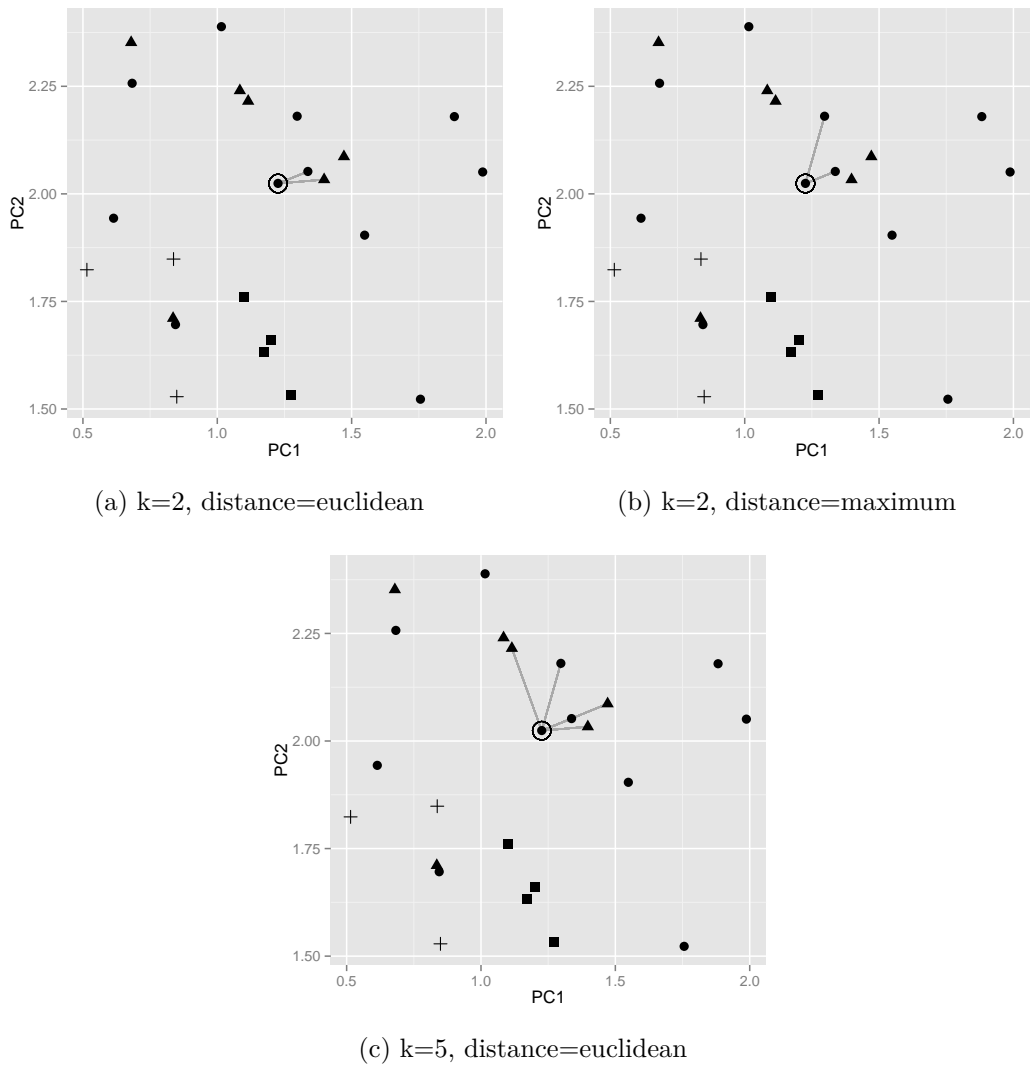 2.25
2.00
1.75
1.50
PC2
0.5 1.0 1.5 2.0
PC1
2.25
2.00
1.75
1.50
PC2
0.5 1.0 1.5 2.0
PC1
(a) k=2, distance=euclidean
(b) k=2, distance=maximum
2.25
2.00
1.75
1.50
PC2
0.5 1.0 1.5 2.0
PC1
(c) k=5, distance=euclidean